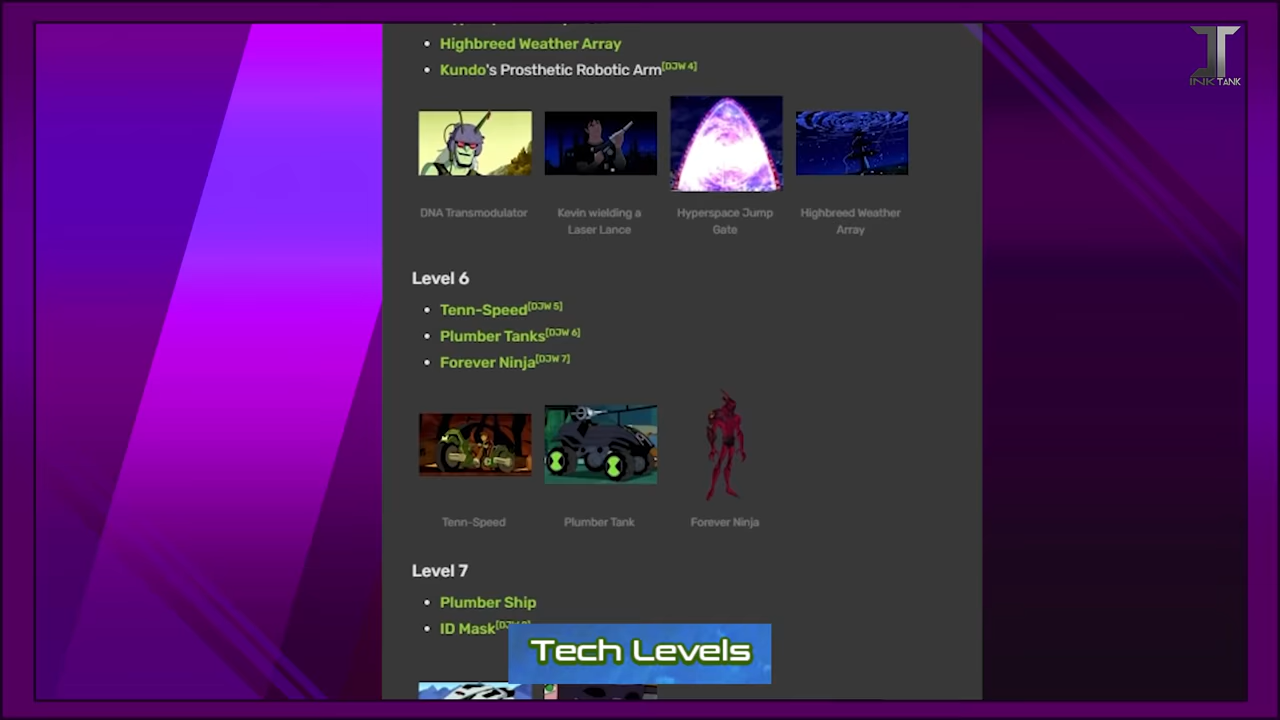 Highbreed Weather Array
Kundo's Prosthetic Robotic Arm[DJW 4]
DNA Transmodulator
Kevin wielding a
Laser Lance
Hyperspace Jump
Gate
Highbreed Weather
Array
Level 6
Tenn-Speed[DJW 5]
Plumber Tanks[DJW 6]
Forever Ninja[DJW 7]
Tenn-Speed
Plumber Tank
Forever Ninja
Level 7
Plumber Ship
ID Mask
Tech Levels
JT
INKTANK